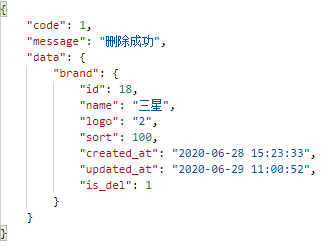 {
"code": 1,
"message": "删除成功",
"data": {
"brand": {
"id": 18,
"name": "三星",
"logo": "2",
"sort": 100,
"created_at": "2020-06-28 15:23:33",
"updated_at": "2020-06-29 11:00:52",
"is_del": 1
}
}
}